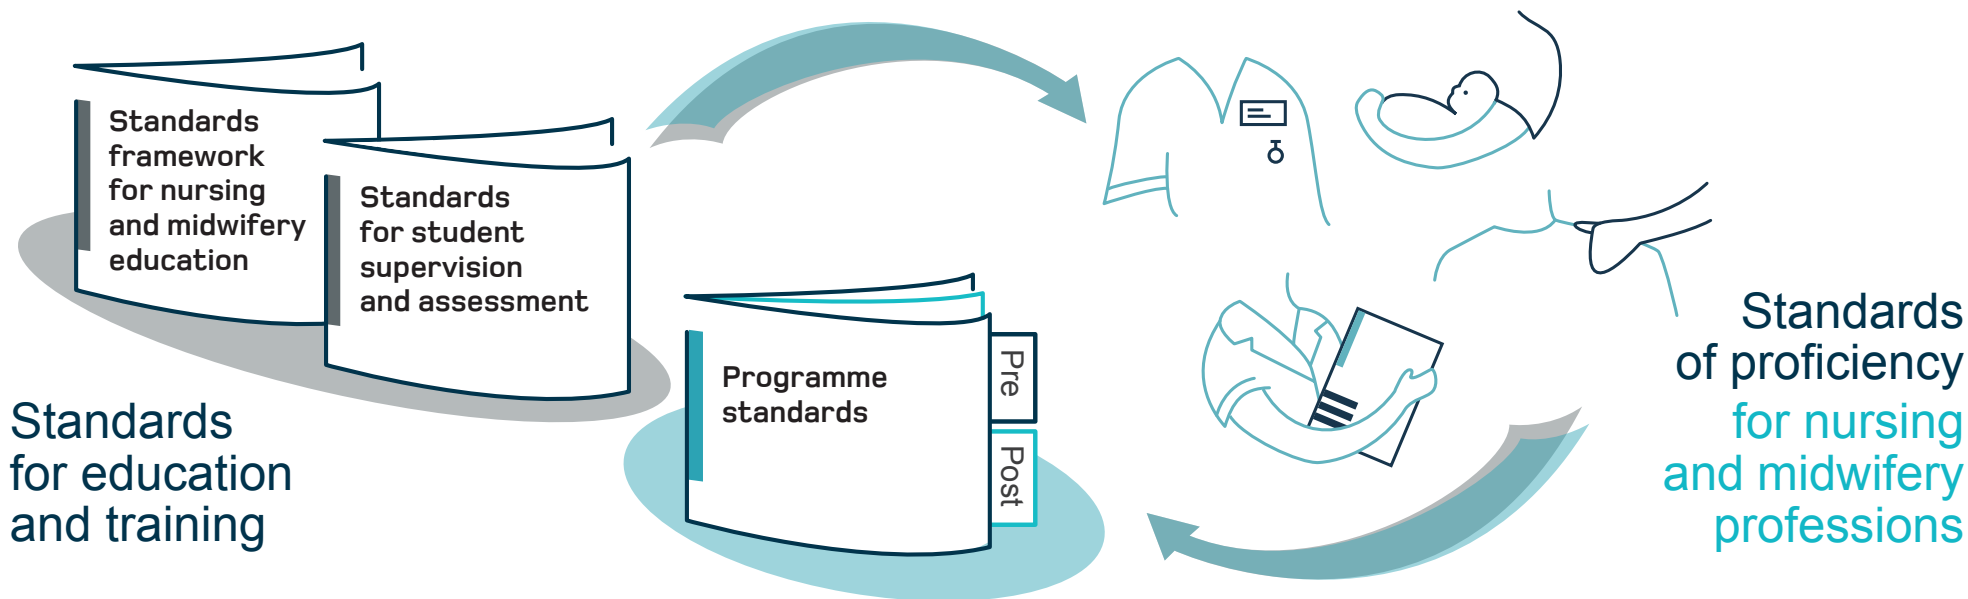 Standards
framework
for nursing
and midwifery
education
Standards
for student
supervision
and assessment
Programme
standards
Pre
Post
Standards
for education
and training
Standards
of proficiency
for nursing
and midwifery
professions